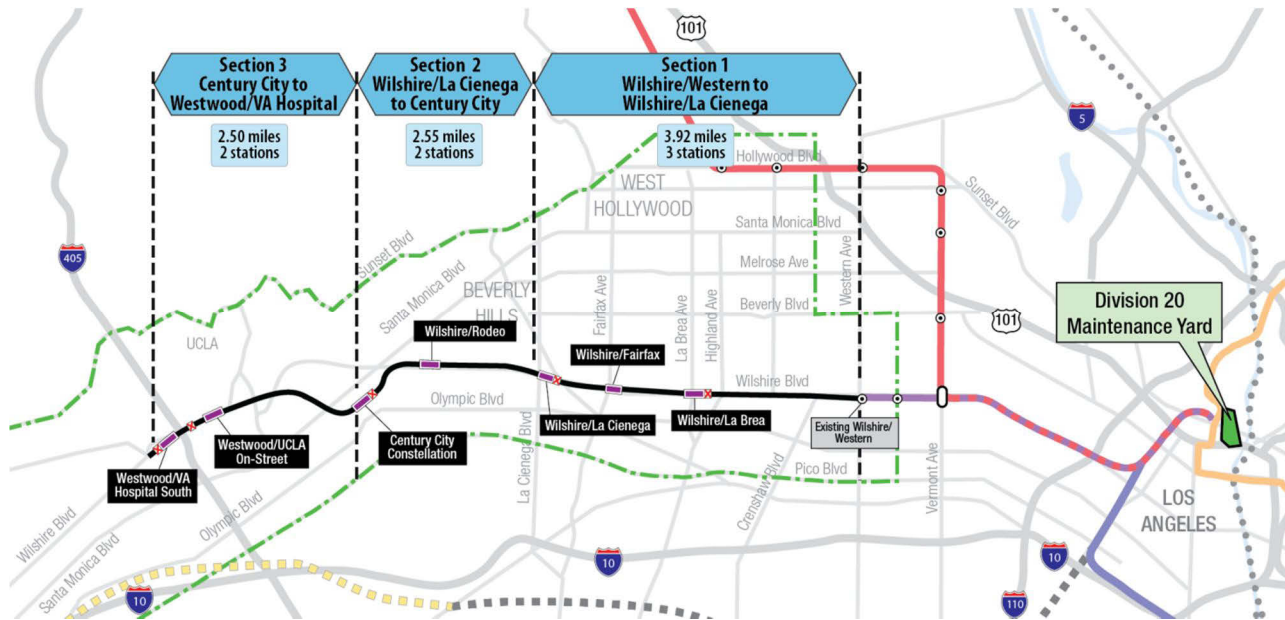 Section 3
Century City to
Westwood/VA Hospital
2.50 miles
2 stations
Section 2
Wilshire/La Cienega
to Century City
2.55 miles
2 stations
Section 1
Wilshire/Western to
Wilshire/La Cienega
3.92 miles
3 stations
101
5
Hollywood Blvd
WEST
HOLLYWOOD
Sunset Blvd
Santa Monica Blvd
405
Sunset Blvd
Santa Monica Blvd
Melrose Ave
Western Ave
BEVERLY
HILLS
Fairfax Ave
La Brea Ave
Highland Ave
Beverly Blvd
101
Division 20
Maintenance Yard
UCLA
Wilshire/Rodeo
Wilshire/Fairfax
Wilshire Blvd
Olympic Blvd
Wilshire/La Cienega
Wilshire/La Brea
Existing Wilshire/
Western
Westwood/UCLA
On-Street
Century City
Constellation
Westwood/VA
Hospital South
La Cienega Blvd
Crenshaw Blvd
Pico Blvd
Vermont Ave
LOS
ANGELES
Wilshire Blvd
Santa Monica Blvd
Olympic Blvd
10
10
10
110